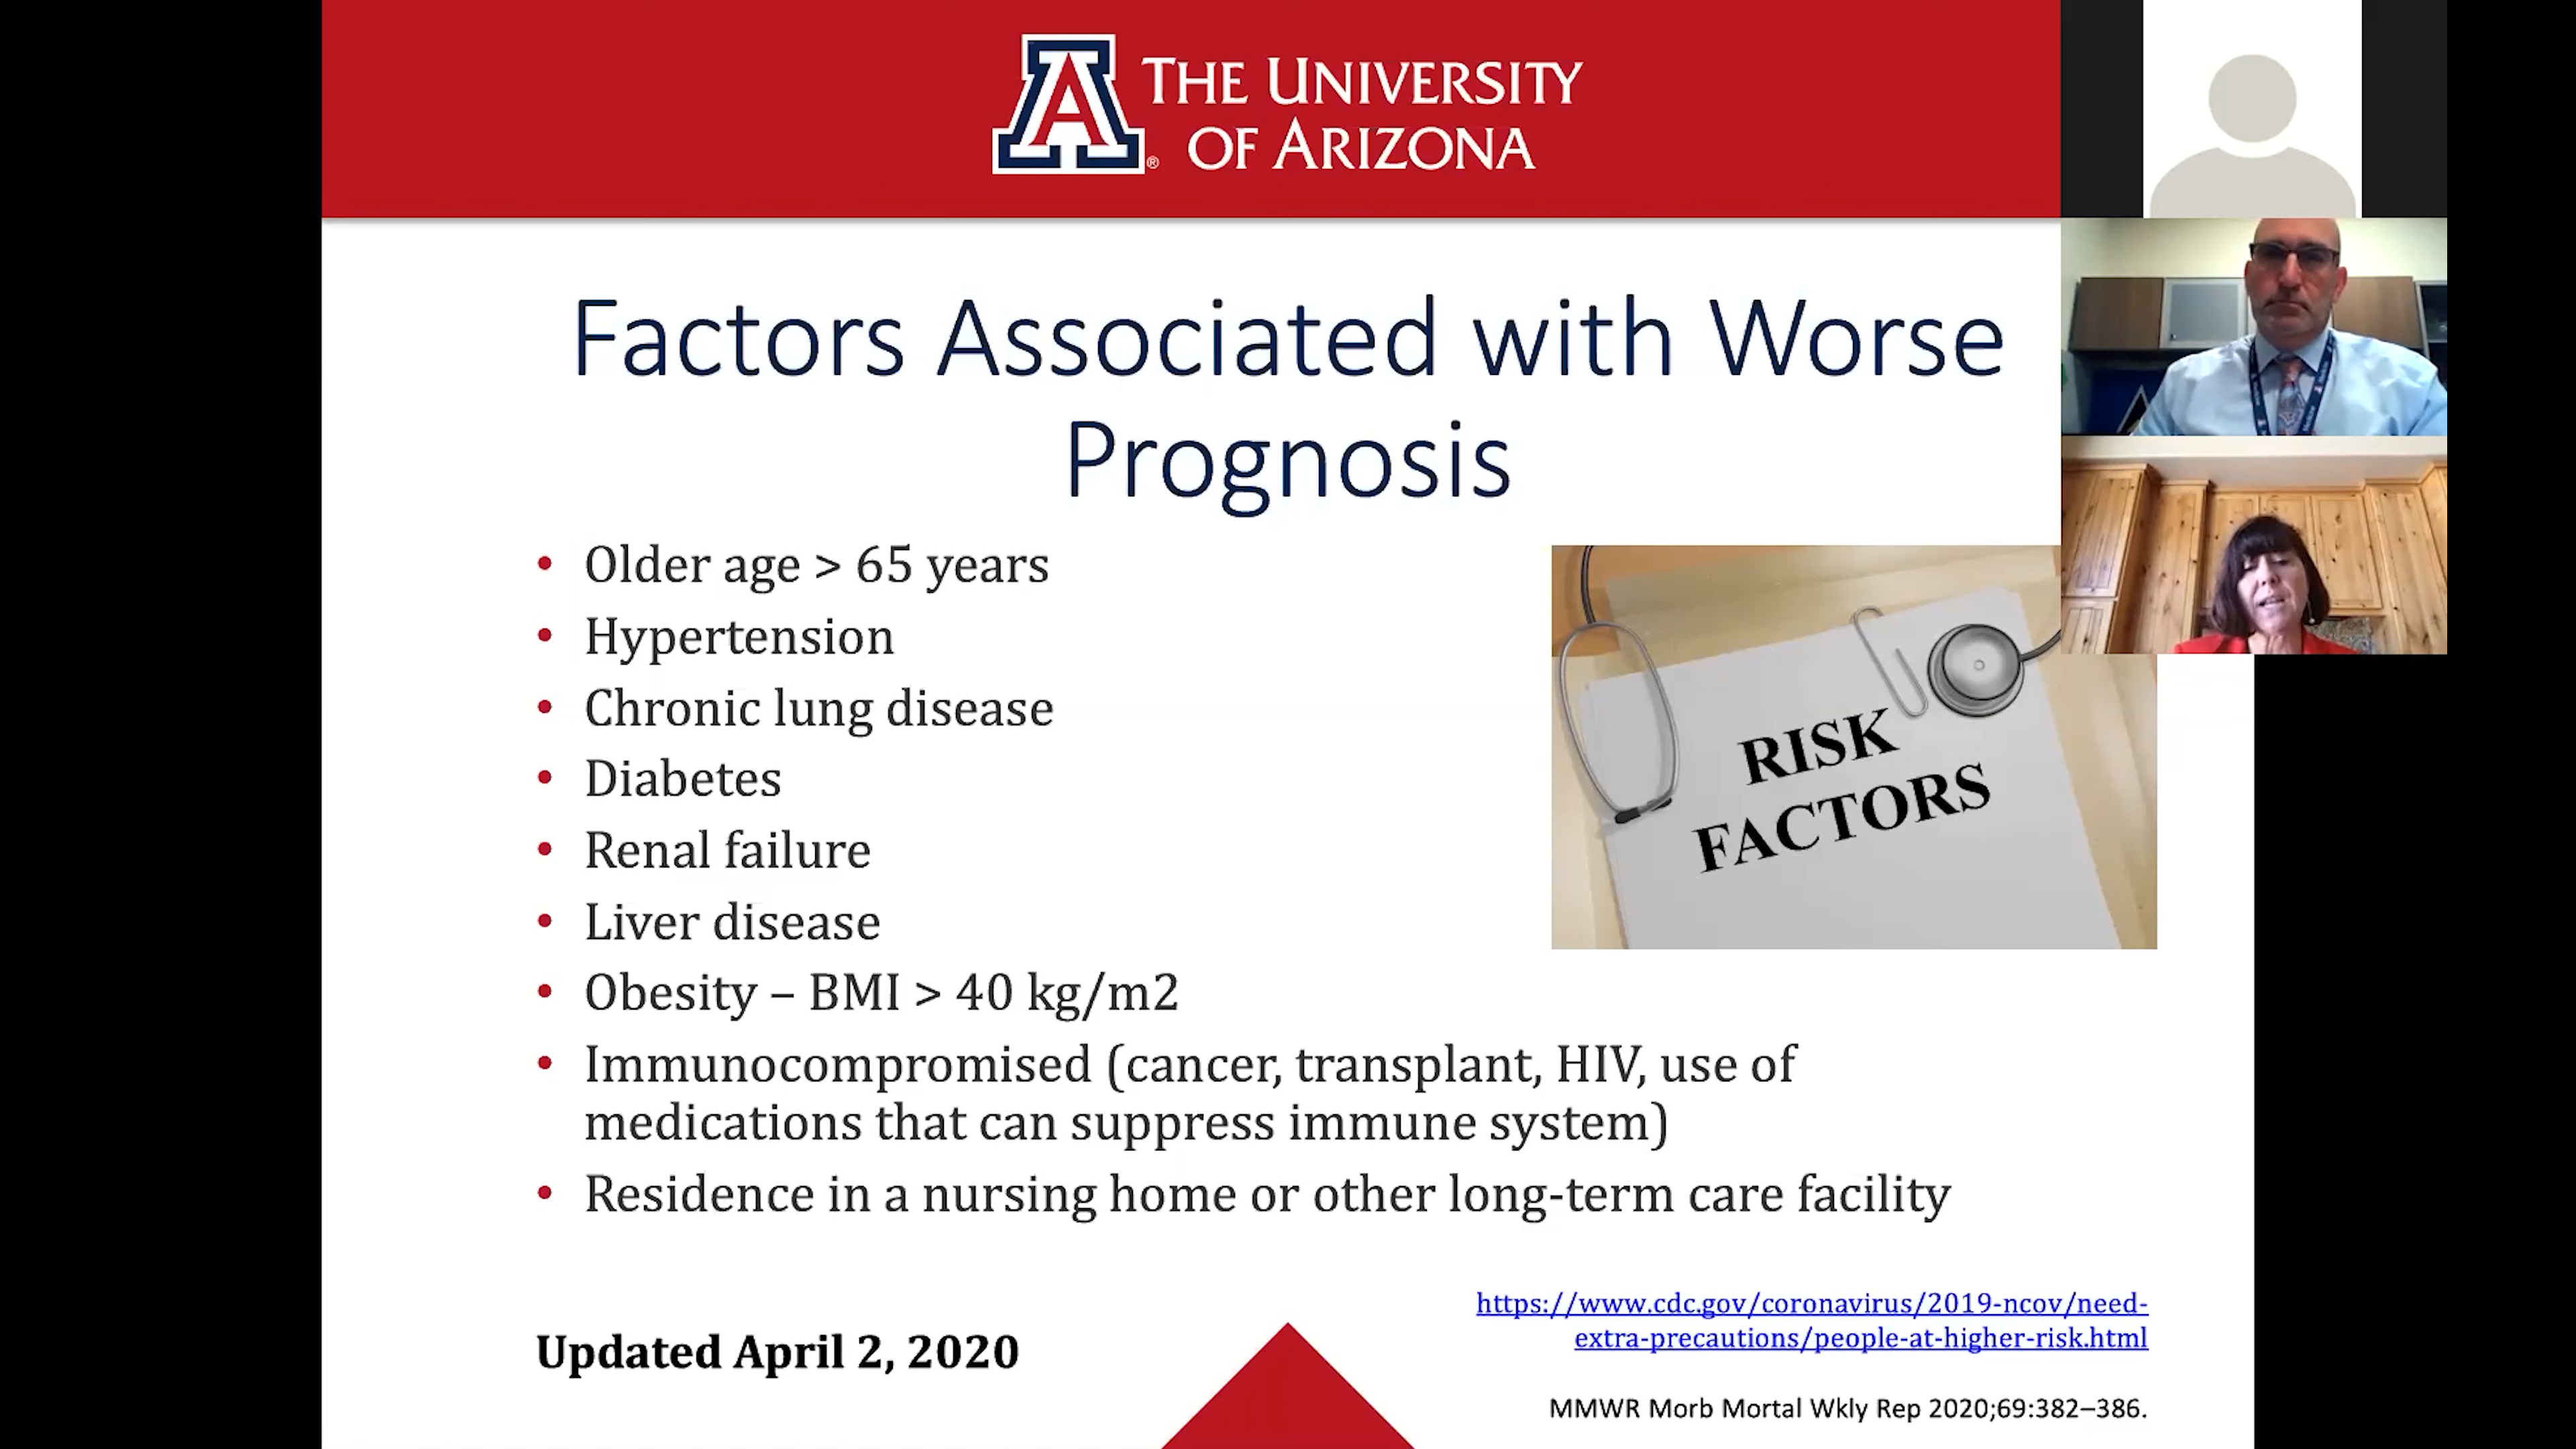 THE UNIVERSITY
OF ARIZONA
®
Factors Associated with Worse
Prognosis
• Older age > 65 years
• Hypertension
• Chronic lung disease
• Diabetes
• Renal failure
• Liver disease
• Obesity – BMI > 40 kg/m2
• Immunocompromised (cancer, transplant, HIV, use of
medications that can suppress immune system)
• Residence in a nursing home or other long-term care facility
RISK
FACTORS
Updated April 2, 2020
https://www.cdc.gov/coronavirus/2019-ncov/need-
extra-precautions/people-at-higher-risk.html
MMWR Morb Mortal Wkly Rep 2020;69:382–386.